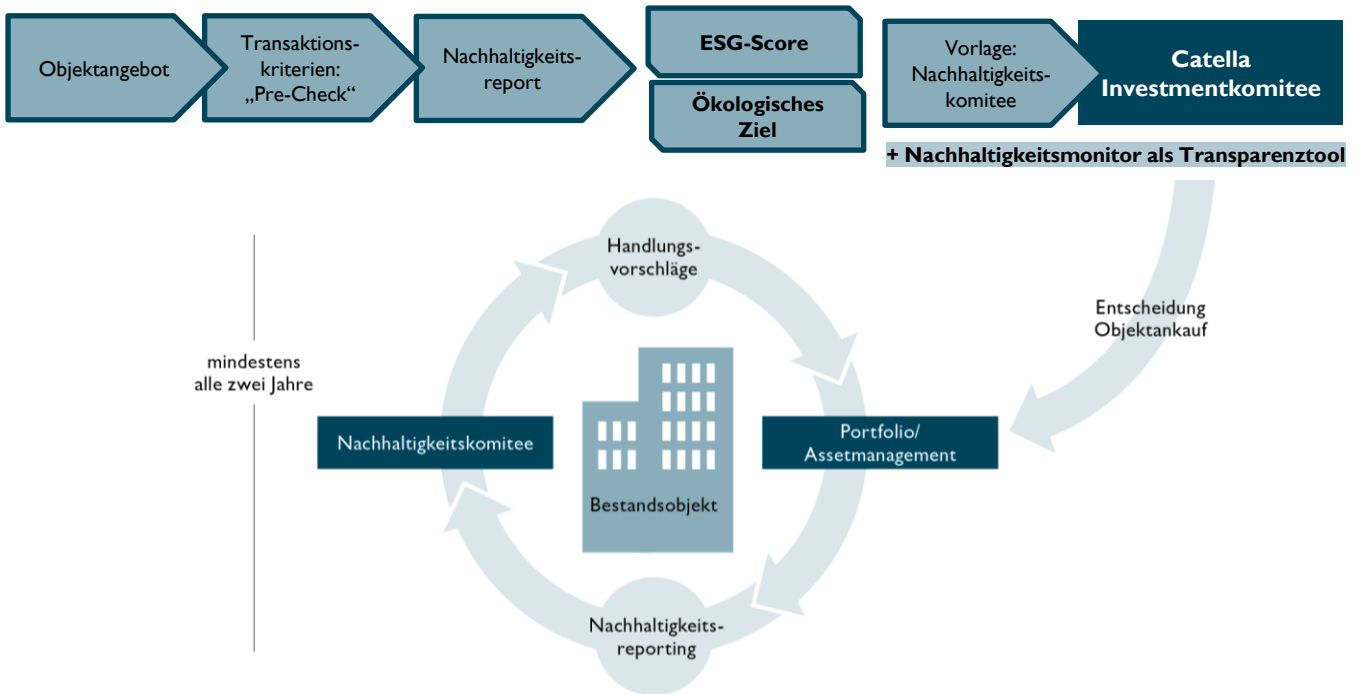 Objektangebot
Transaktions-
kriterien:
„Pre-Check“
Nachhaltigkeits-
report
ESG-Score
Ökologisches
Ziel
Vorlage:
Nachhaltigkeits-
komitee
Catella
Investmentkomitee
+ Nachhaltigkeitsmonitor als Transparenztool
Handlungs-
vorschläge
Entscheidung
Objektankauf
mindestens
alle zwei Jahre
Nachhaltigkeitskomitee
Portfolio/
Assetmanagement
Bestandsobjekt
Nachhaltigkeits-
reporting